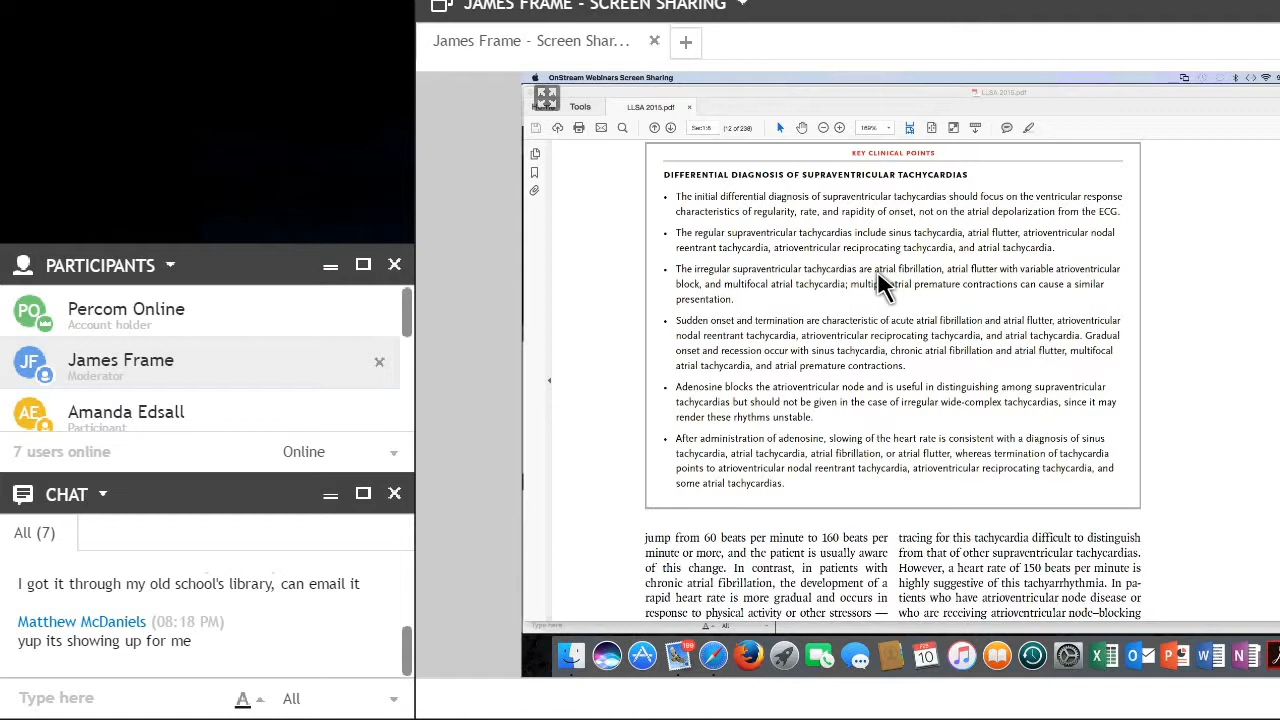 JAMES FRAME - SCREEN SHARING
James Frame - Screen Shar...
OnStream Webinars Screen Sharing
LLSA 2015.pdf
Tools
LLSA 2015.pdf
(12 of 238)
169%
KEY CLINICAL POINTS
DIFFERENTIAL DIAGNOSIS OF SUPRAVENTRICULAR TACHYCARDIAS
• The initial differential diagnosis of supraventricular tachycardias should focus on the ventricular response
characteristics of regularity, rate, and rapidity of onset, not on the atrial depolarization from the ECG.
• The regular supraventricular tachycardias include sinus tachycardia, atrial flutter, atrioventricular nodal
reentrant tachycardia, atrioventricular reciprocating tachycardia, and atrial tachycardia.
• The irregular supraventricular tachycardias are atrial fibrillation, atrial flutter with variable atrioventricular
block, and multifocal atrial tachycardia; atrial premature contractions can cause a similar
presentation.
• Sudden onset and termination are characteristic of acute atrial fibrillation and atrial flutter, atrioventricular
nodal reentrant tachycardia, atrioventricular reciprocating tachycardia, and atrial tachycardia. Gradual
onset and recession occur with sinus tachycardia, chronic atrial fibrillation and atrial flutter, multifocal
atrial tachycardia, and atrial premature contractions.
• Adenosine blocks the atrioventricular node and is useful in distinguishing among supraventricular
tachycardias but should not be given in the case of irregular wide-complex tachycardias, since it may
render these rhythms unstable.
• After administration of adenosine, slowing of the heart rate is consistent with a diagnosis of sinus
tachycardia, atrial tachycardia, atrial fibrillation, or atrial flutter, whereas termination of tachycardia
points to atrioventricular nodal reentrant tachycardia, atrioventricular reciprocating tachycardia, and
some atrial tachycardias.
jump from 60 beats per minute to 160 beats per
minute or more, and the patient is usually aware
of this change. In contrast, in patients with
chronic atrial fibrillation, the development of a
rapid heart rate is more gradual and occurs in
response to physical activity or other stressors —
tracing for this tachycardia difficult to distinguish
from that of other supraventricular tachycardias.
However, a heart rate of 150 beats per minute is
highly suggestive of this tachyarrhythmia. In pa-
tients who have atrioventricular node disease or
who are receiving atrioventricular node–blocking
Type here
A
All
199
FEB
10
X
O
P
W
N
PARTICIPANTS
PO
Percom Online
Account holder
JF
James Frame
Moderator
AE
Amanda Edsall
Participant
7 users online
Online
CHAT
All (7)
I got it through my old school's library, can email it
Matthew McDaniels (08:18 PM)
yup its showing up for me
Type here
A
All